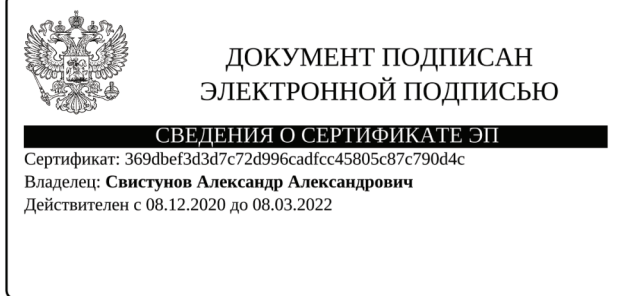 ДОКУМЕНТ ПОДПИСАН
ЭЛЕКТРОННОЙ ПОДПИСЬЮ
СВЕДЕНИЯ О СЕРТИФИКАТЕ ЭП
Сертификат: 369dbef3d3d7c72d996cadfcc45805c87c790d4c
Владелец: Свистунов Александр Александрович
Действителен с 08.12.2020 до 08.03.2022